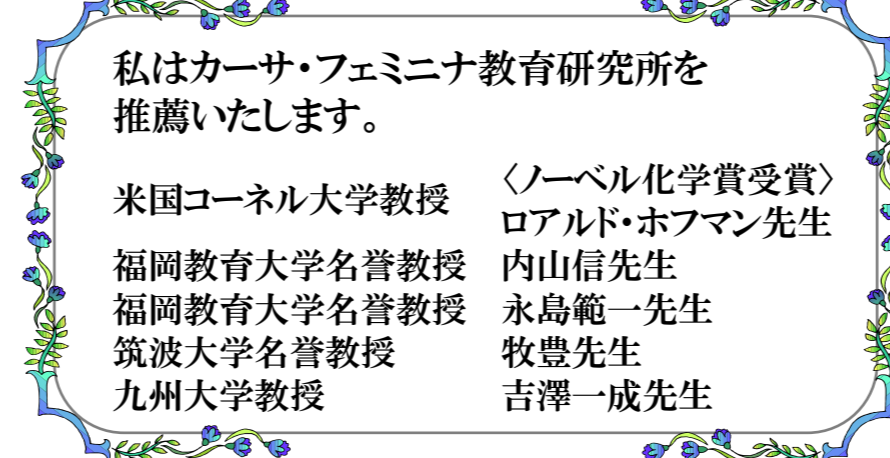 私はカーサ・フェミニナ教育研究所を
推薦いたします。
米国コーネル大学教授 〈ノーベル化学賞受賞〉
ロアルド・ホフマン先生
福岡教育大学名誉教授 内山信先生
福岡教育大学名誉教授 永島範一先生
筑波大学名誉教授 牧豊先生
九州大学教授 吉澤一成先生